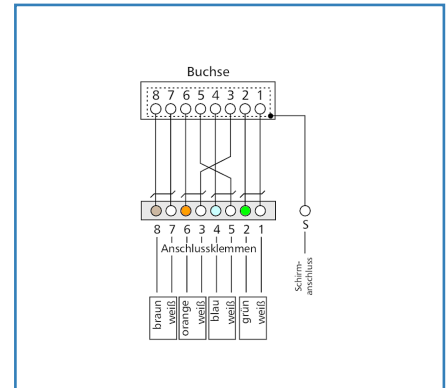 Buchse
8 7 6 5 4 3 2 1
S
8 7 6 3 4 5 2 1
Anschlussklemmen
Schirm-
anschluss
braun
weiß
orange
weiß
blau
weiß
grün
weiß